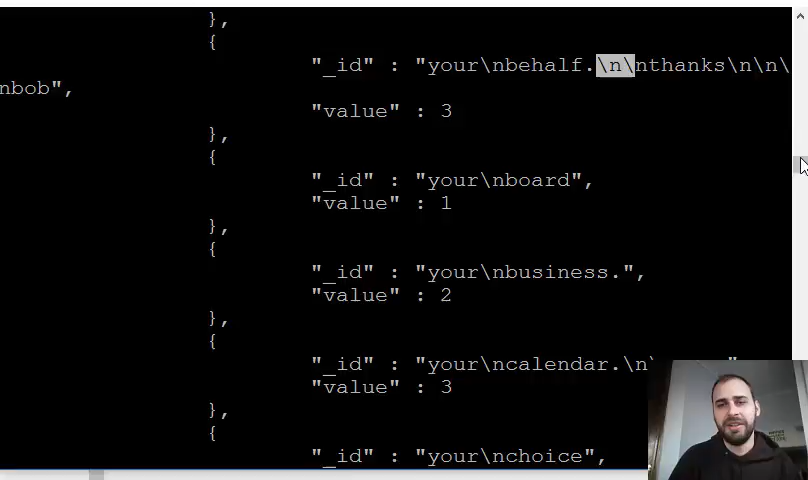 },
{
"_id" : "your\nbehalf.\n\nthanks\n\n\
nbob",
"value" : 3
},
{
"_id" : "your\nboard",
"value" : 1
},
{
"_id" : "your\nbusiness.",
"value" : 2
},
{
"_id" : "your\ncalendar.\n\
"value" : 3
},
{
"_id" : "your\nchoice",